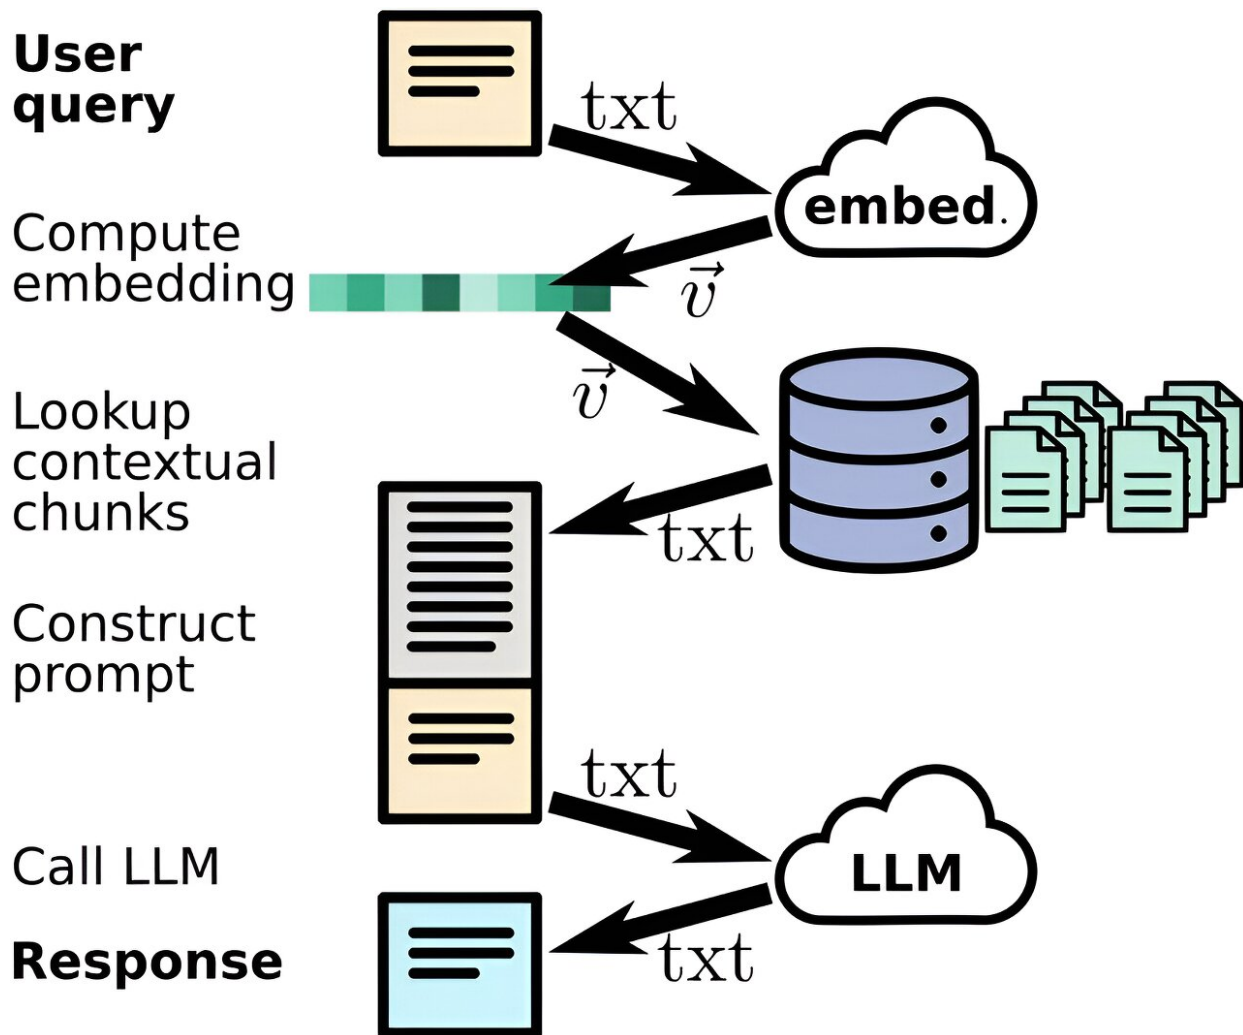 User
query
txt
embed.
Compute
embedding
v⃗
v⃗
Lookup
contextual
chunks
txt
Construct
prompt
txt
Call LLM
LLM
txt
Response